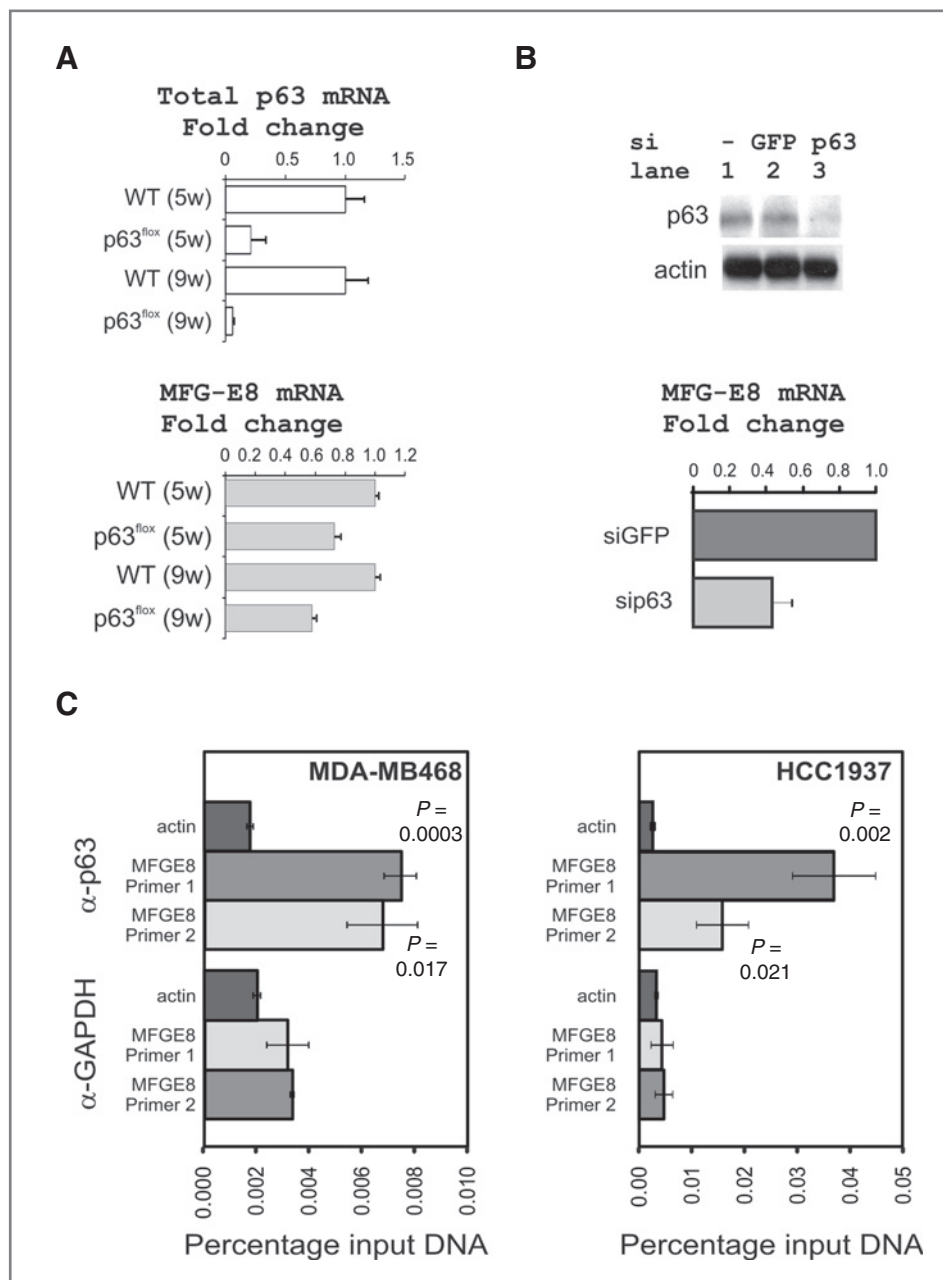 A
Total p63 mRNA
Fold change
0 0.5 1.0 1.5
WT (5w)
p63flox (5w)
WT (9w)
p63flox (9w)
MFG-E8 mRNA
Fold change
0 0.2 0.4 0.6 0.8 1.0 1.2
WT (5w)
p63flox (5w)
WT (9w)
p63flox (9w)
B
si - GFP p63
lane 1 2 3
p63
actin
MFG-E8 mRNA
Fold change
0 0.2 0.4 0.6 0.8 1.0
siGFP
sip63
C
MDA-MB468
α-p63
actin
P =
0.0003
MFGE8
Primer 1
MFGE8
Primer 2
P =
0.017
α-GAPDH
actin
MFGE8
Primer 1
MFGE8
Primer 2
0.000 0.002 0.004 0.006 0.008 0.010
Percentage input DNA
HCC1937
actin
P =
0.002
MFGE8
Primer 1
MFGE8
Primer 2
P =
0.021
actin
MFGE8
Primer 1
MFGE8
Primer 2
0.00 0.01 0.02 0.03 0.04 0.05
Percentage input DNA